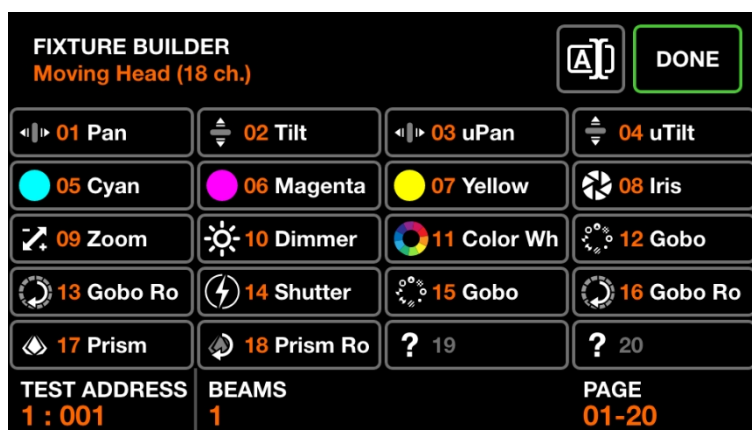 FIXTURE BUILDER
Moving Head (18 ch.)
A
DONE
01 Pan
02 Tilt
03 uPan
04 uTilt
05 Cyan
06 Magenta
07 Yellow
08 Iris
09 Zoom
10 Dimmer
11 Color Wh
12 Gobo
13 Gobo Ro
14 Shutter
15 Gobo
16 Gobo Ro
17 Prism
18 Prism Ro
? 19
? 20
TEST ADDRESS
1 : 001
BEAMS
1
PAGE
01-20